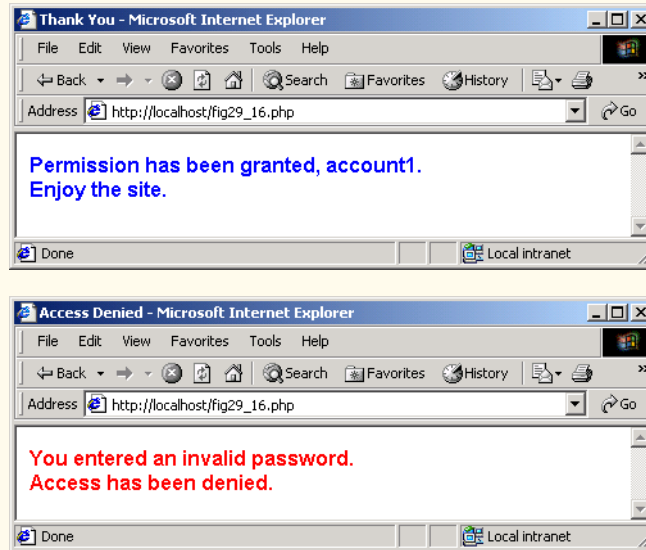 Thank You - Microsoft Internet Explorer
File Edit View Favorites Tools Help
Back Search Favorites History »
Address http://localhost/fig29_16.php Go
Permission has been granted, account1.
Enjoy the site.
Done Local intranet
Access Denied - Microsoft Internet Explorer
File Edit View Favorites Tools Help
Back Search Favorites History »
Address http://localhost/fig29_16.php Go
You entered an invalid password.
Access has been denied.
Done Local intranet